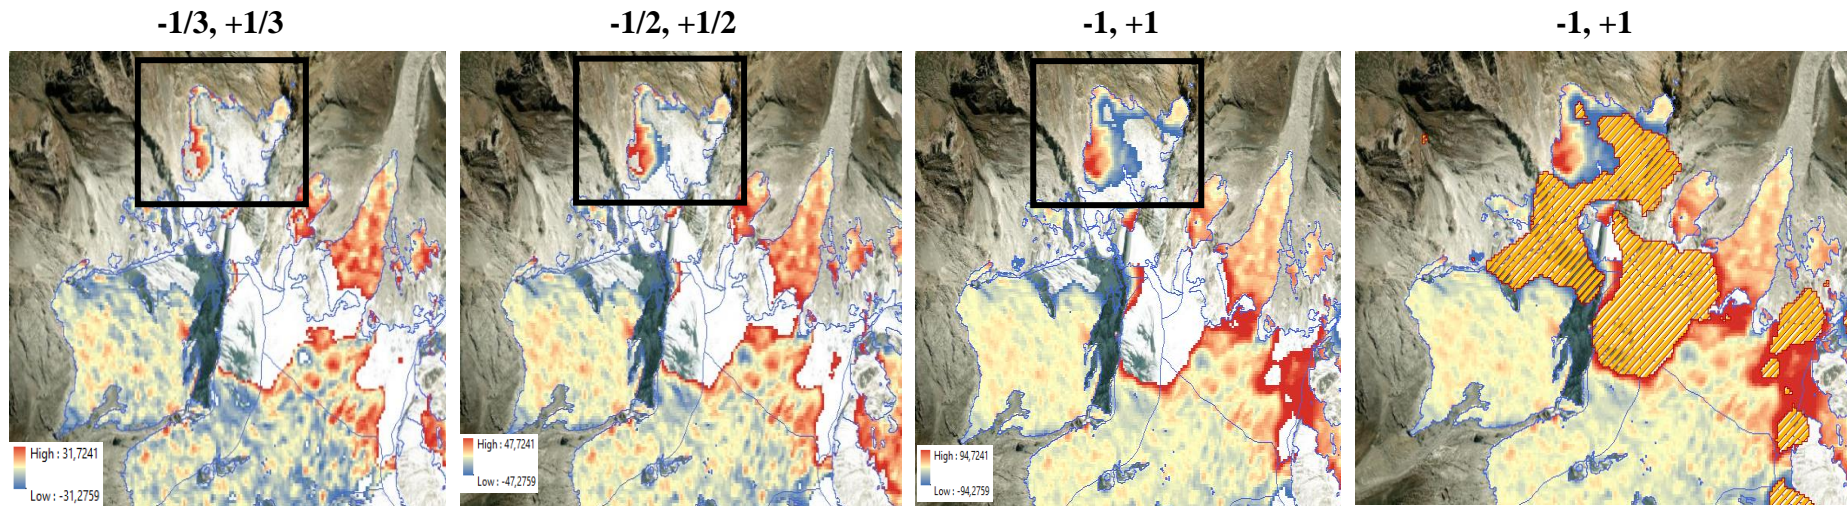 -1/3, +1/3
-1/2, +1/2
-1, +1
-1, +1
High : 31,7241
Low : -31,2759
High : 47,7241
Low : -47,2759
High : 94,7241
Low : -94,2759